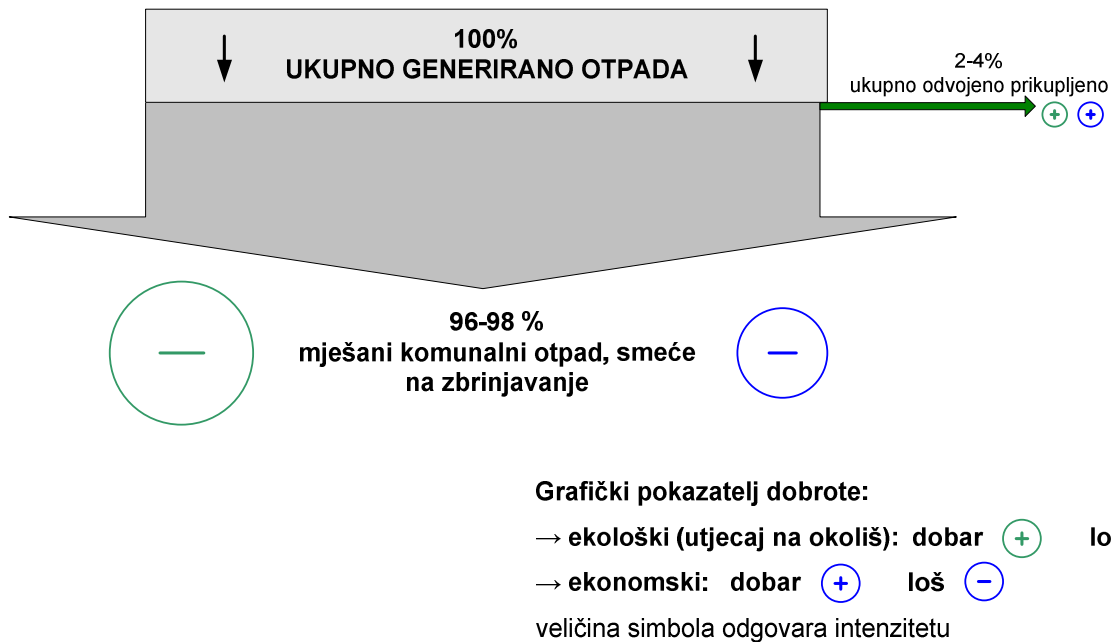 100%
UKUPNO GENERIRANO OTPADA
2-4%
ukupno odvojeno prikupljeno
96-98 %
mješani komunalni otpad, smeće
na zbrinjavanje
Grafički pokazatelj dobrote:
→ ekološki (utjecaj na okoliš): dobar + lo
→ ekonomski: dobar + loš −
veličina simbola odgovara intenzitetu